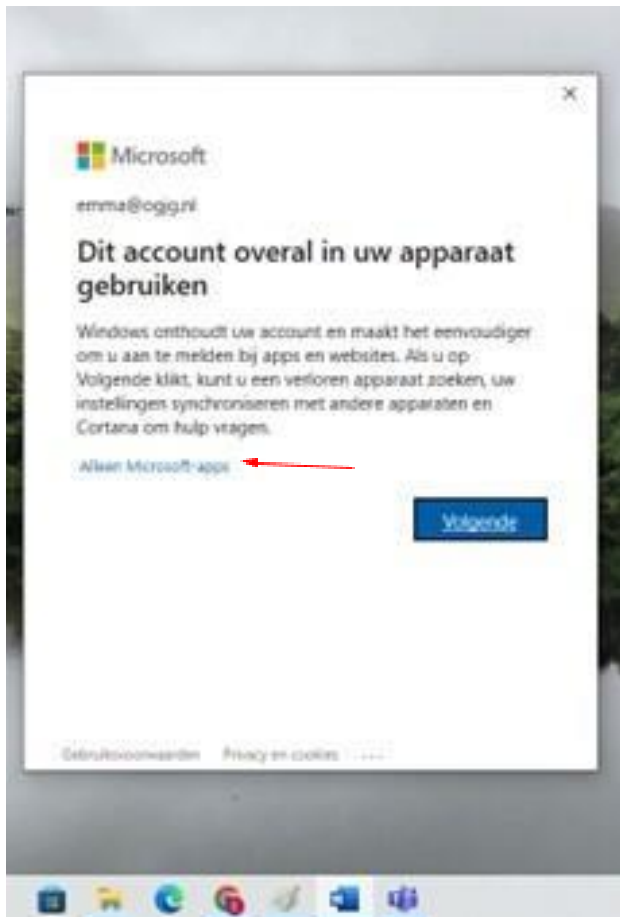 Microsoft
emma@ogjg.nl
Dit account overal in uw apparaat
gebruiken
Windows onthoudt uw account en maakt het eenvoudiger
om u aan te melden bij apps en websites. Als u op
Volgende klikt, kunt u een verloren apparaat zoeken, uw
instellingen synchroniseren met andere apparaten en
Cortana om hulp vragen.
Alleen Microsoft-apps
Volgende
Gebruiksvoorwaarden Privacy en cookies ...